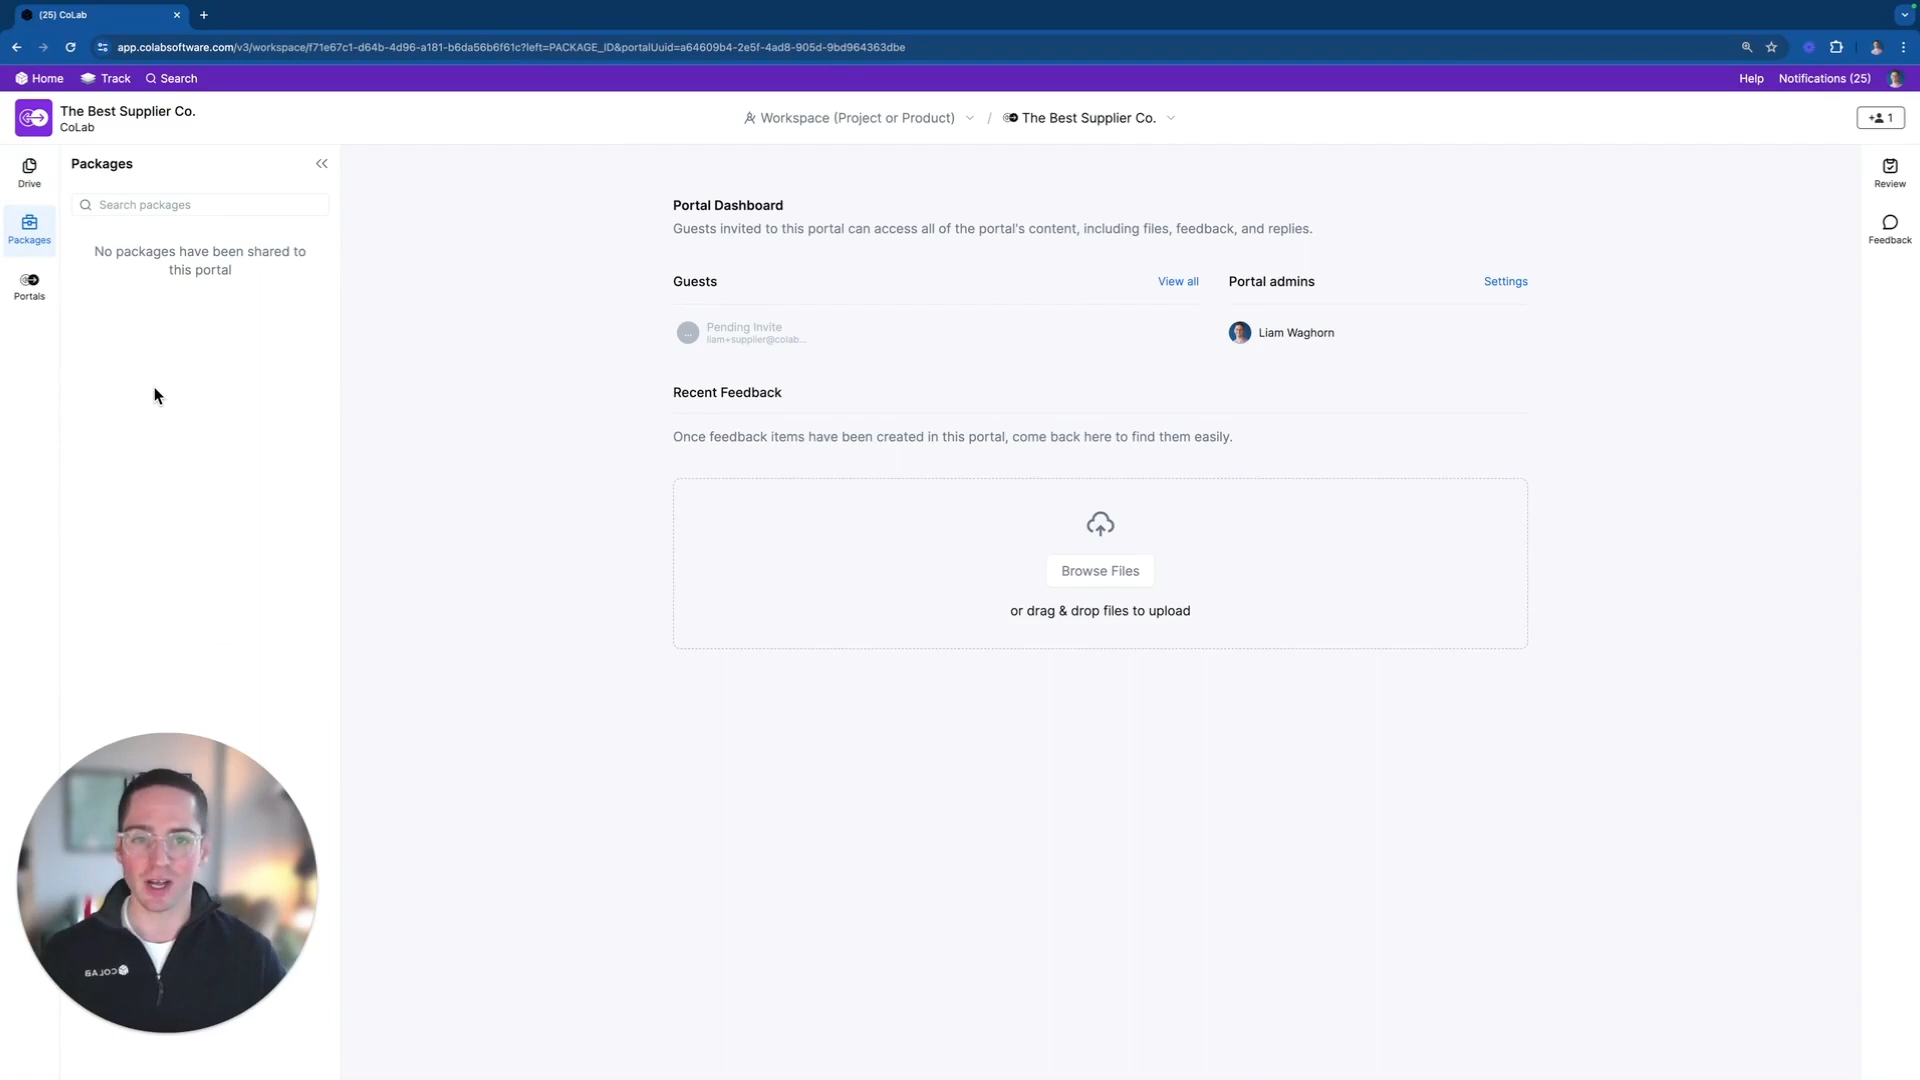 (25) CoLab
app.colabsoftware.com/v3/workspace/f71e67c1-d64b-4d96-a181-b6da56b6f61c?left=PACKAGE_ID&portalUuid=a64609b4-2e5f-4ad8-905d-9bd964363dbe
Home
Track
Search
Help
Notifications (25)
The Best Supplier Co.
CoLab
Workspace (Project or Product)
/
The Best Supplier Co.
+ 1
Drive
Packages
Portals
Packages
Search packages
No packages have been shared to
this portal
Portal Dashboard
Guests invited to this portal can access all of the portal's content, including files, feedback, and replies.
Guests
View all
Pending Invite
liam+supplier@colab...
Portal admins
Settings
Liam Waghorn
Recent Feedback
Once feedback items have been created in this portal, come back here to find them easily.
Browse Files
or drag & drop files to upload
Review
Feedback
COLAB